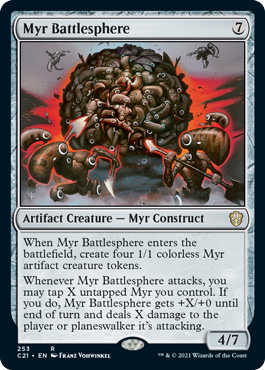 Myr Battlesphere 7
Artifact Creature — Myr Construct
When Myr Battlesphere enters the
battlefield, create four 1/1 colorless Myr
artifact creature tokens.
Whenever Myr Battlesphere attacks, you
may tap X untapped Myr you control. If
you do, Myr Battlesphere gets +X/+0 until
end of turn and deals X damage to the
player or planeswalker it's attacking.
4/7
253 R
C21 • EN Franz Vohwinkel
™ & © 2021 Wizards of the Coast